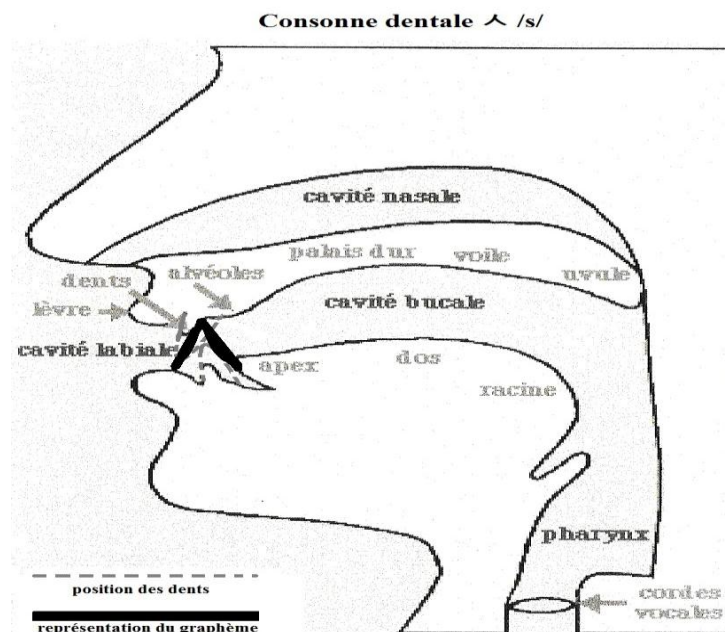 Consonne dentale ㅅ /s/
cavité nasale
palais dur
voile
uvule
dents
alvéoles
lèvre
cavité bucale
cavité labiale
apex
dos
racine
pharynx
cordes
vocales
position des dents
représentation du graphème